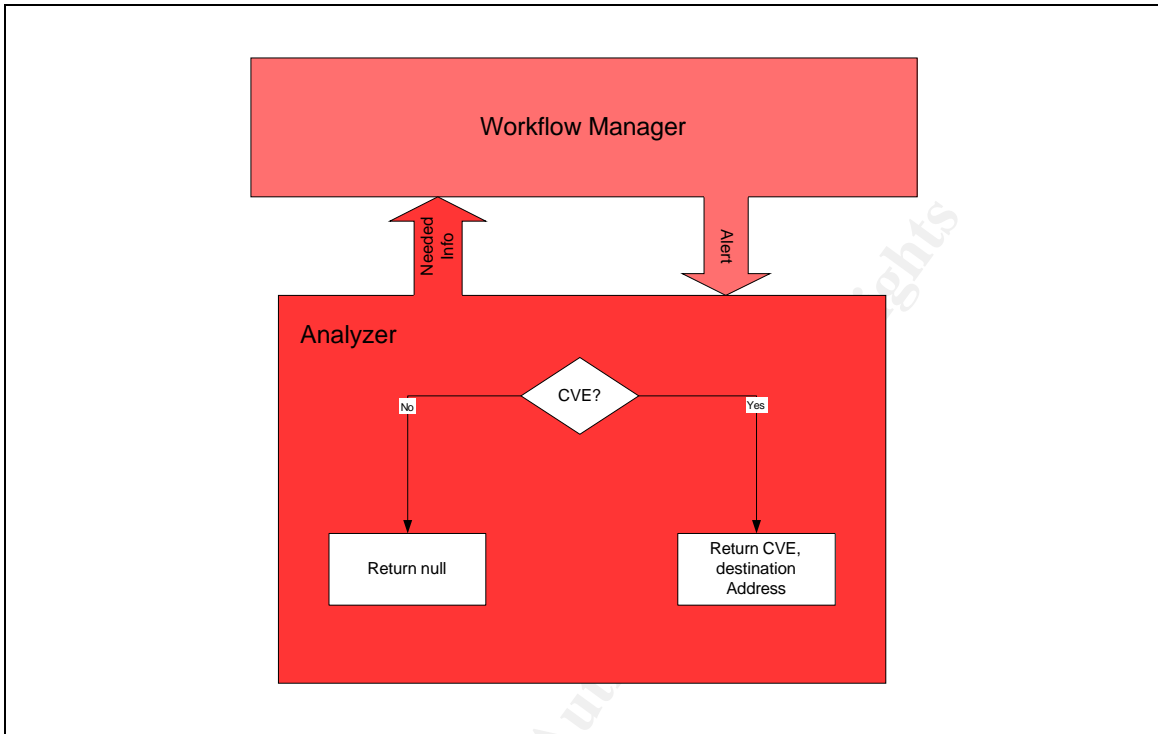 Workflow Manager
Needed
Info
Alert
Analyzer
CVE?
No
Yes
Return null
Return CVE,
destination
Address